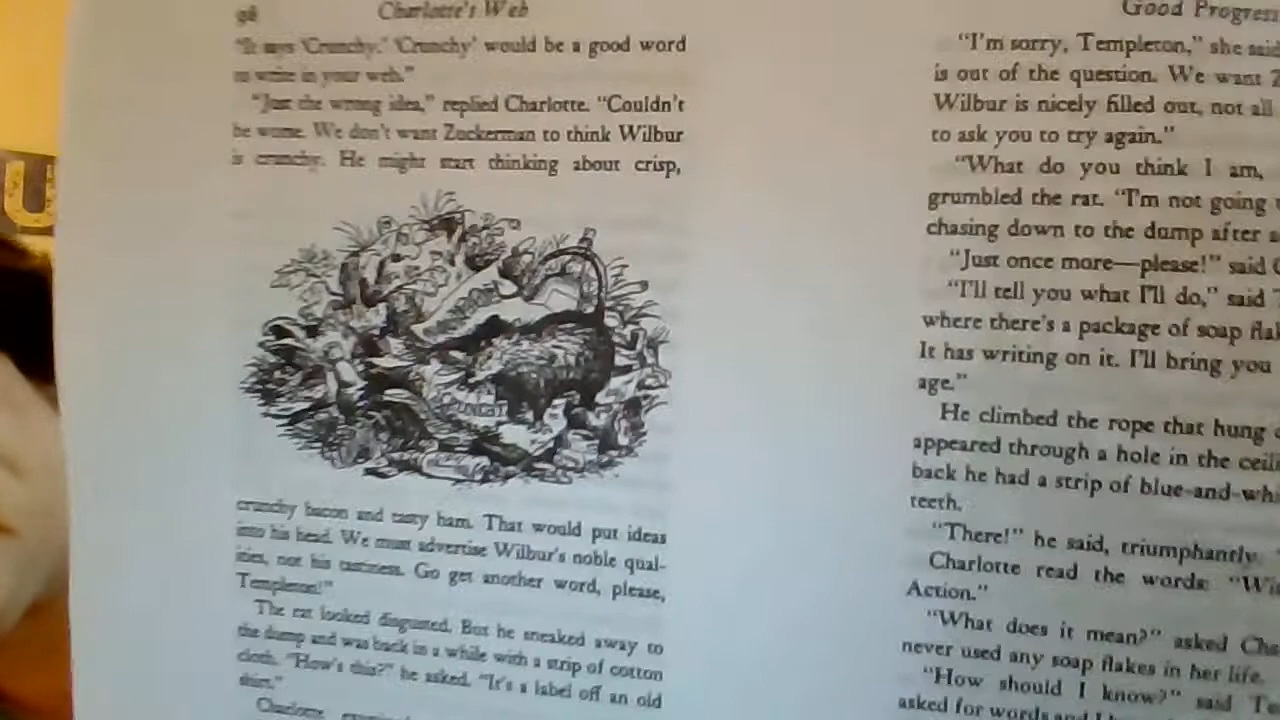 98 Charlotte's Web
"It says 'Crunchy.' 'Crunchy' would be a good word
to write in your web."
"Just the wrong idea," replied Charlotte. "Couldn't
be worse. We don't want Zuckerman to think Wilbur
is crunchy. He might start thinking about crisp,
CRUNCHY
crunchy bacon and tasty ham. That would put ideas
into his head. We must advertise Wilbur's noble qual-
ities, not his tastiness. Go get another word, please,
Templeton!"
The rat looked disgusted. But he sneaked away to
the dump and was back in a while with a strip of cotton
cloth. "How's this?" he asked. "It's a label off an old
shirt."
Charlotte
Good Progress
"I'm sorry, Templeton," she said
is out of the question. We want
Wilbur is nicely filled out, not all
to ask you to try again."
"What do you think I am,
grumbled the rat. "I'm not going
chasing down to the dump after
"Just once more—please!" said
"I'll tell you what I'll do," said
where there's a package of soap
It has writing on it. I'll bring you
age."
He climbed the rope that hung
appeared through a hole in the
back he had a strip of blue-and-
teeth.
"There!" he said, triumphantly.
Charlotte read the words: "
Action."
"What does it mean?" asked
never used any soap flakes in her life.
"How should I know?" said
asked for words and I
U